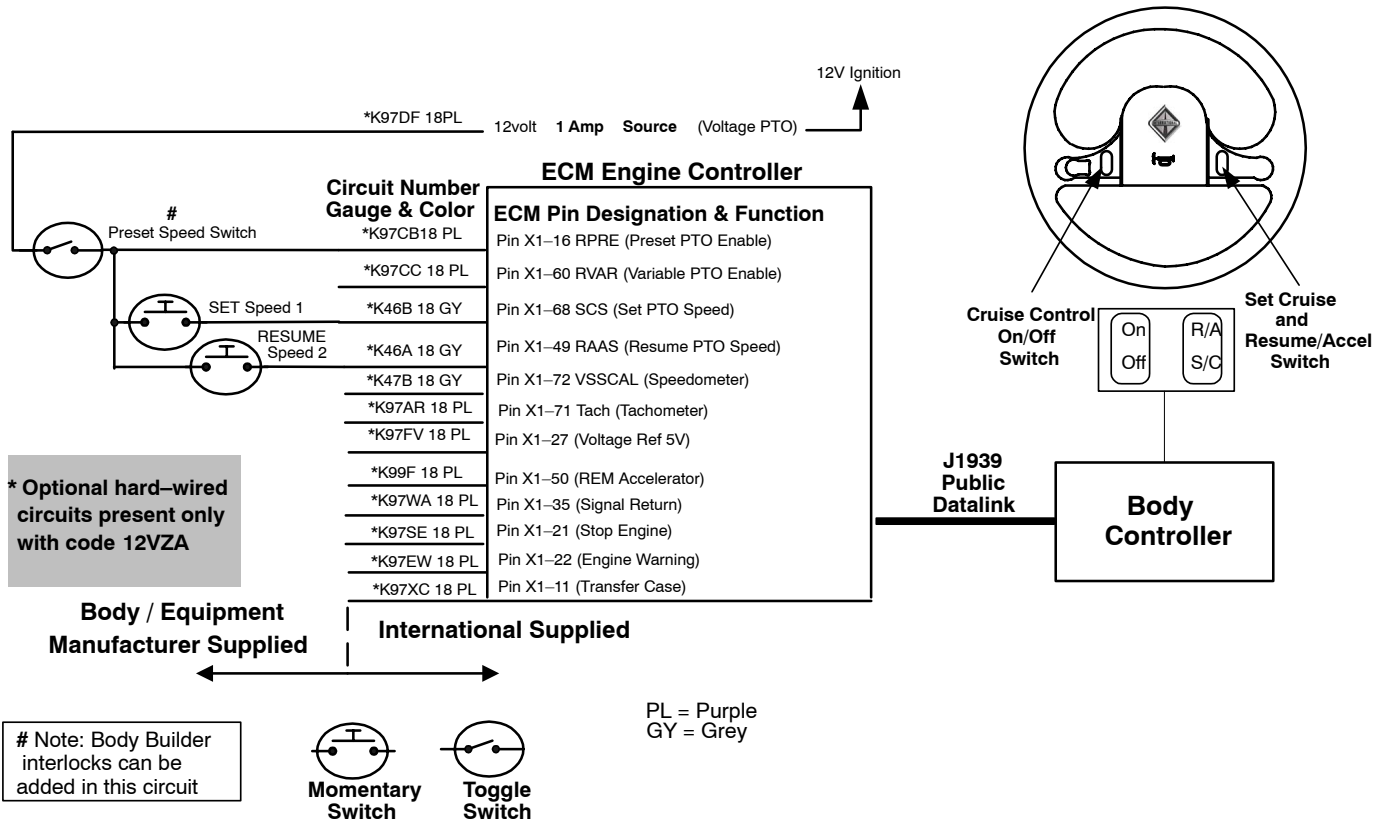 12V Ignition
*K97DF 18PL
12volt 1 Amp Source (Voltage PTO)
ECM Engine Controller
Circuit Number
Gauge & Color
ECM Pin Designation & Function
#
Preset Speed Switch
*K97CB18 PL
Pin X1–16 RPRE (Preset PTO Enable)
*K97CC 18 PL
Pin X1–60 RVAR (Variable PTO Enable)
SET Speed 1
*K46B 18 GY
Pin X1–68 SCS (Set PTO Speed)
RESUME
Speed 2
*K46A 18 GY
Pin X1–49 RAAS (Resume PTO Speed)
*K47B 18 GY
Pin X1–72 VSSCAL (Speedometer)
*K97AR 18 PL
Pin X1–71 Tach (Tachometer)
*K97FV 18 PL
Pin X1–27 (Voltage Ref 5V)
*K99F 18 PL
Pin X1–50 (REM Accelerator)
*K97WA 18 PL
Pin X1–35 (Signal Return)
*K97SE 18 PL
Pin X1–21 (Stop Engine)
*K97EW 18 PL
Pin X1–22 (Engine Warning)
*K97XC 18 PL
Pin X1–11 (Transfer Case)
* Optional hard–wired
circuits present only
with code 12VZA
Body / Equipment
Manufacturer Supplied
International Supplied
Cruise Control
On/Off
Switch
On
Off
R/A
S/C
Set Cruise
and
Resume/Accel
Switch
J1939
Public
Datalink
Body
Controller
# Note: Body Builder
interlocks can be
added in this circuit
Momentary
Switch
Toggle
Switch
PL = Purple
GY = Grey